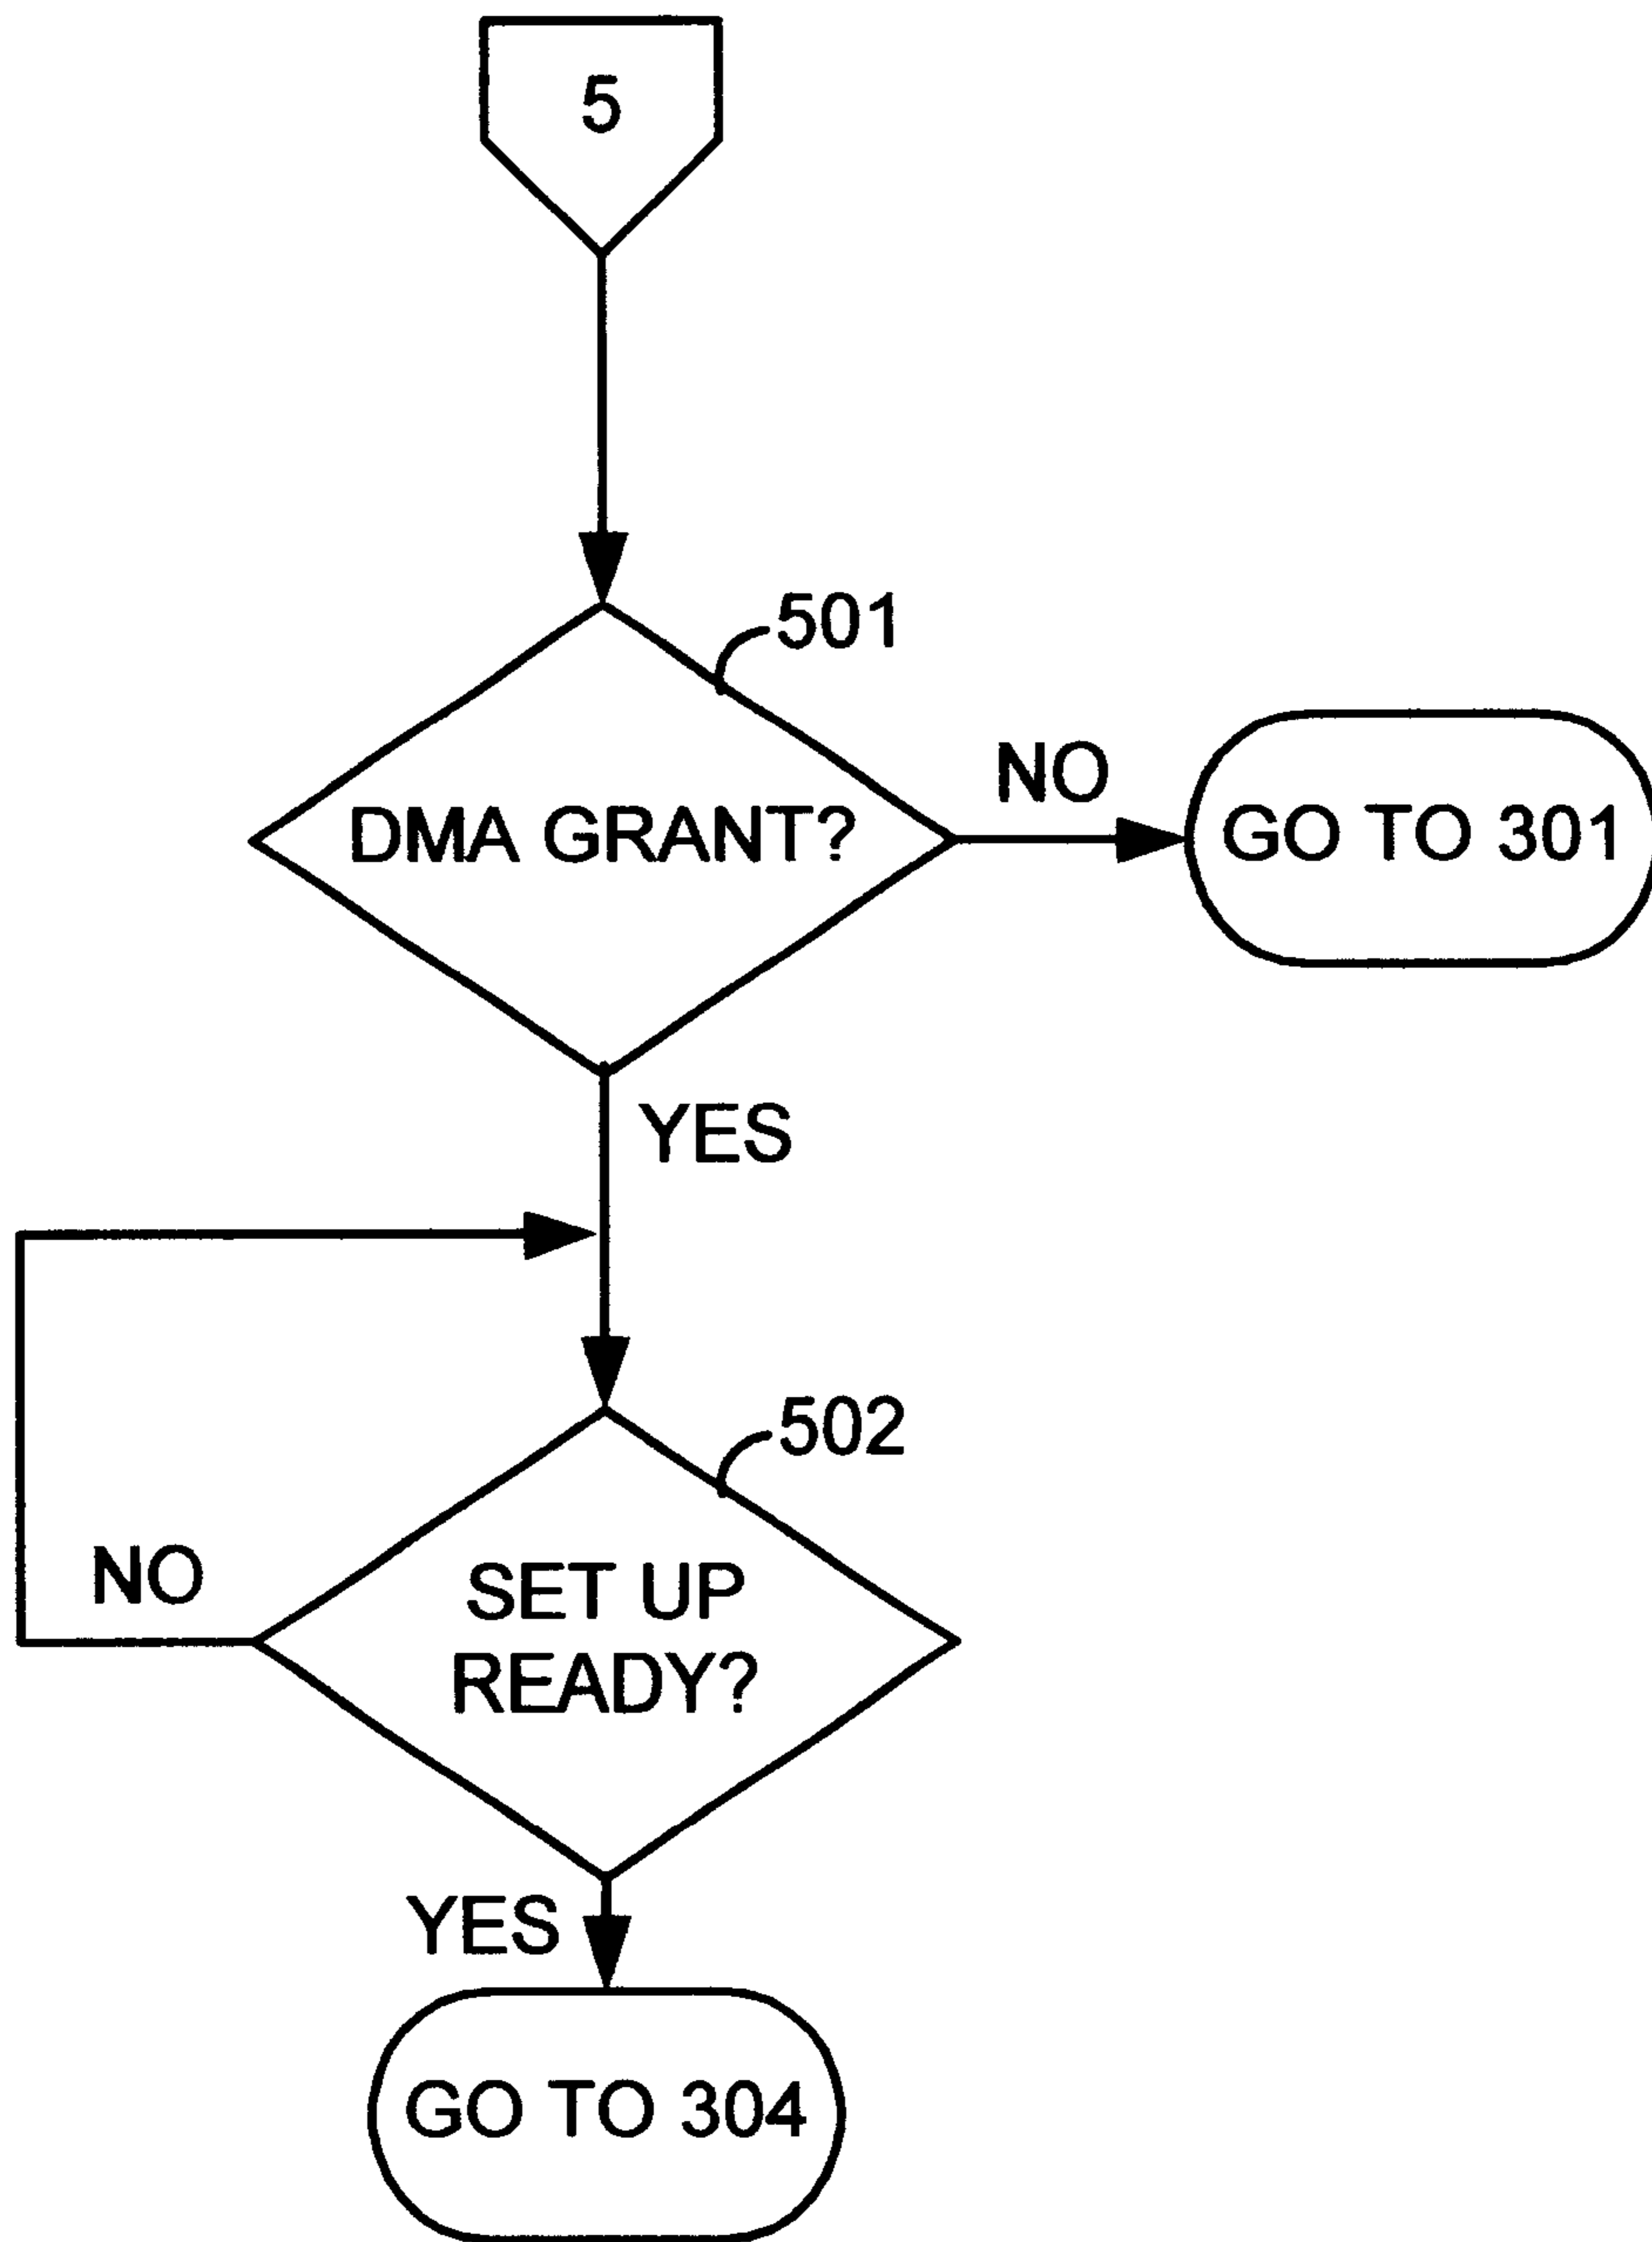 5
501
DMA GRANT?
NO
GO TO 301
YES
502
NO
SET UP
READY?
YES
GO TO 304